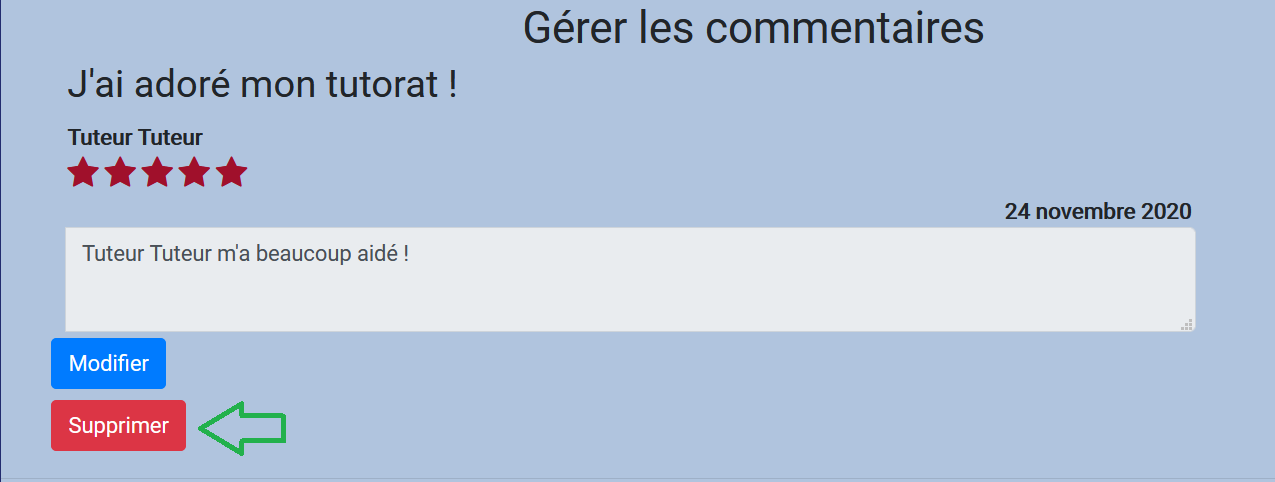 Gérer les commentaires
J'ai adoré mon tutorat !
Tuteur Tuteur
24 novembre 2020
Tuteur Tuteur m'a beaucoup aidé !
Modifier
Supprimer